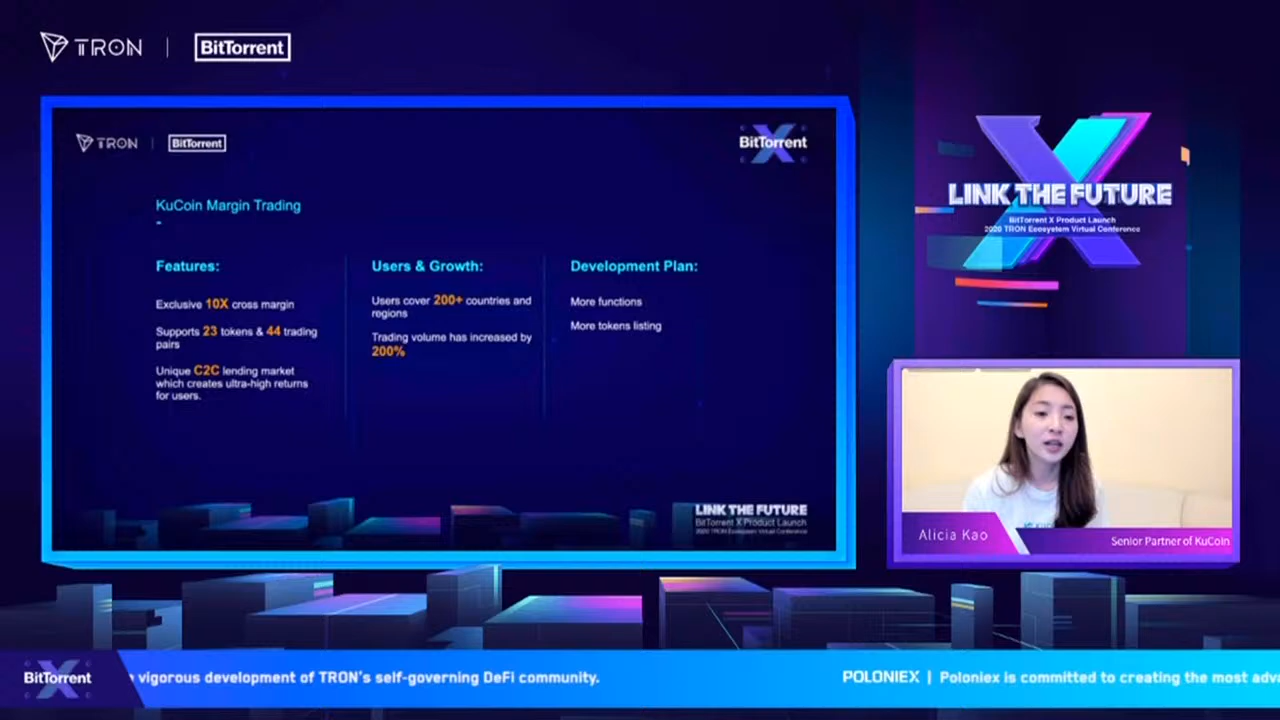 TRON | BitTorrent
TRON | BitTorrent
BitTorrent
KuCoin Margin Trading
-
Features:
Exclusive 10X cross margin
Supports 23 tokens & 44 trading
pairs
Unique C2C lending market
which creates ultra-high returns
for users.
Users & Growth:
Users cover 200+ countries and
regions
Trading volume has increased by
200%
Development Plan:
More functions
More tokens listing
LINK THE FUTURE
BitTorrent X Product Launch
2020 TRON Ecosystem Virtual Conference
LINK THE FUTURE
BitTorrent X Product Launch
2020 TRON Ecosystem Virtual Conference
Alicia Kao
Senior Partner of KuCoin
BitTorrent
vigorous development of TRON's self-governing DeFi community.
POLONIEX | Poloniex is committed to creating the most